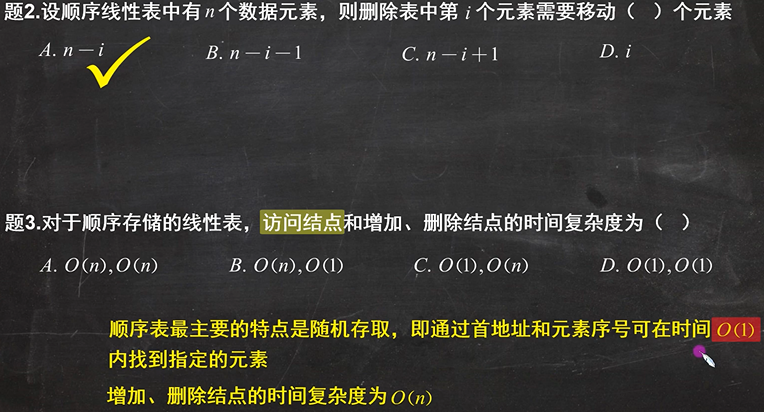 题2.设顺序线性表中有n个数据元素，则删除表中第 i 个元素需要移动（ ）个元素
A. n－i B. n－i－1 C. n－i＋1 D. i
题3.对于顺序存储的线性表，访问结点和增加、删除结点的时间复杂度为（ ）
A. O(n),O(n) B. O(n),O(1) C. O(1),O(n) D. O(1),O(1)
顺序表最主要的特点是随机存取，即通过首地址和元素序号可在时间 O(1)
内找到指定的元素
增加、删除结点的时间复杂度为 O(n)